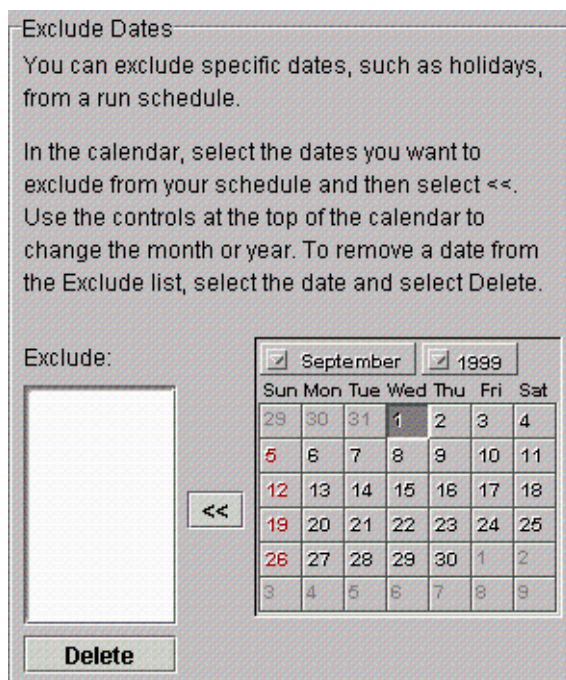 Exclude Dates
You can exclude specific dates, such as holidays,
from a run schedule.
In the calendar, select the dates you want to
exclude from your schedule and then select <<.
Use the controls at the top of the calendar to
change the month or year. To remove a date from
the Exclude list, select the date and select Delete.
Exclude:
September 1999
Sun Mon Tue Wed Thu Fri Sat
29 30 31 1 2 3 4
5 6 7 8 9 10 11
12 13 14 15 16 17 18
<<
19 20 21 22 23 24 25
26 27 28 29 30 1 2
3 4 5 6 7 8 9
Delete